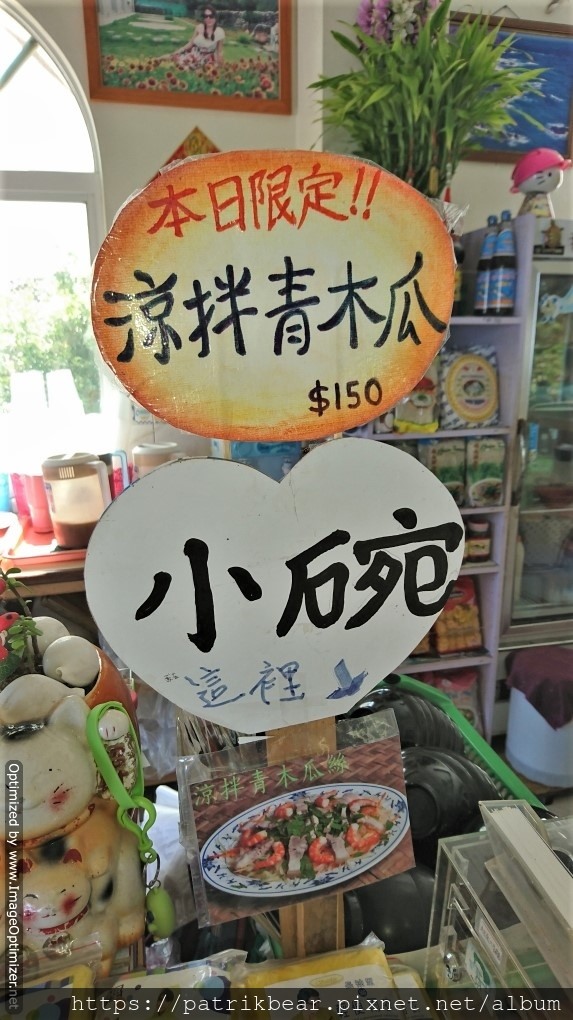 本日限定!!
涼拌青木瓜
$150
小碗
這裡
涼拌青木瓜絲
Optimized by www.ImageOptimizer.net
https://patrikbear.pixnet.net/album